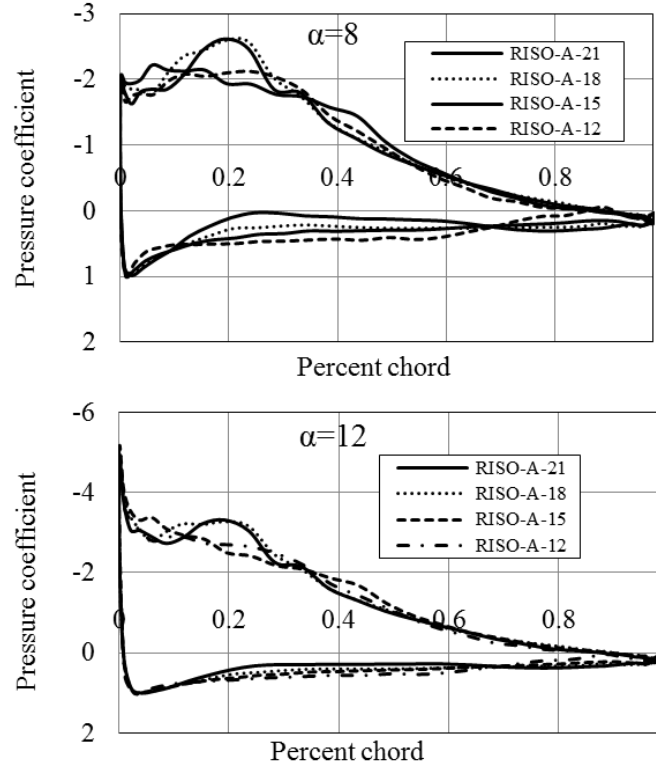 -3
α=8
RISO-A-21
RISO-A-18
RISO-A-15
RISO-A-12
-2
-1
0 0.2 0.4 0.6 0.8
0
1
2
Pressure coefficient
Percent chord
-6
α=12
RISO-A-21
RISO-A-18
RISO-A-15
RISO-A-12
-4
-2
0 0.2 0.4 0.6 0.8
0
2
Pressure coefficient
Percent chord